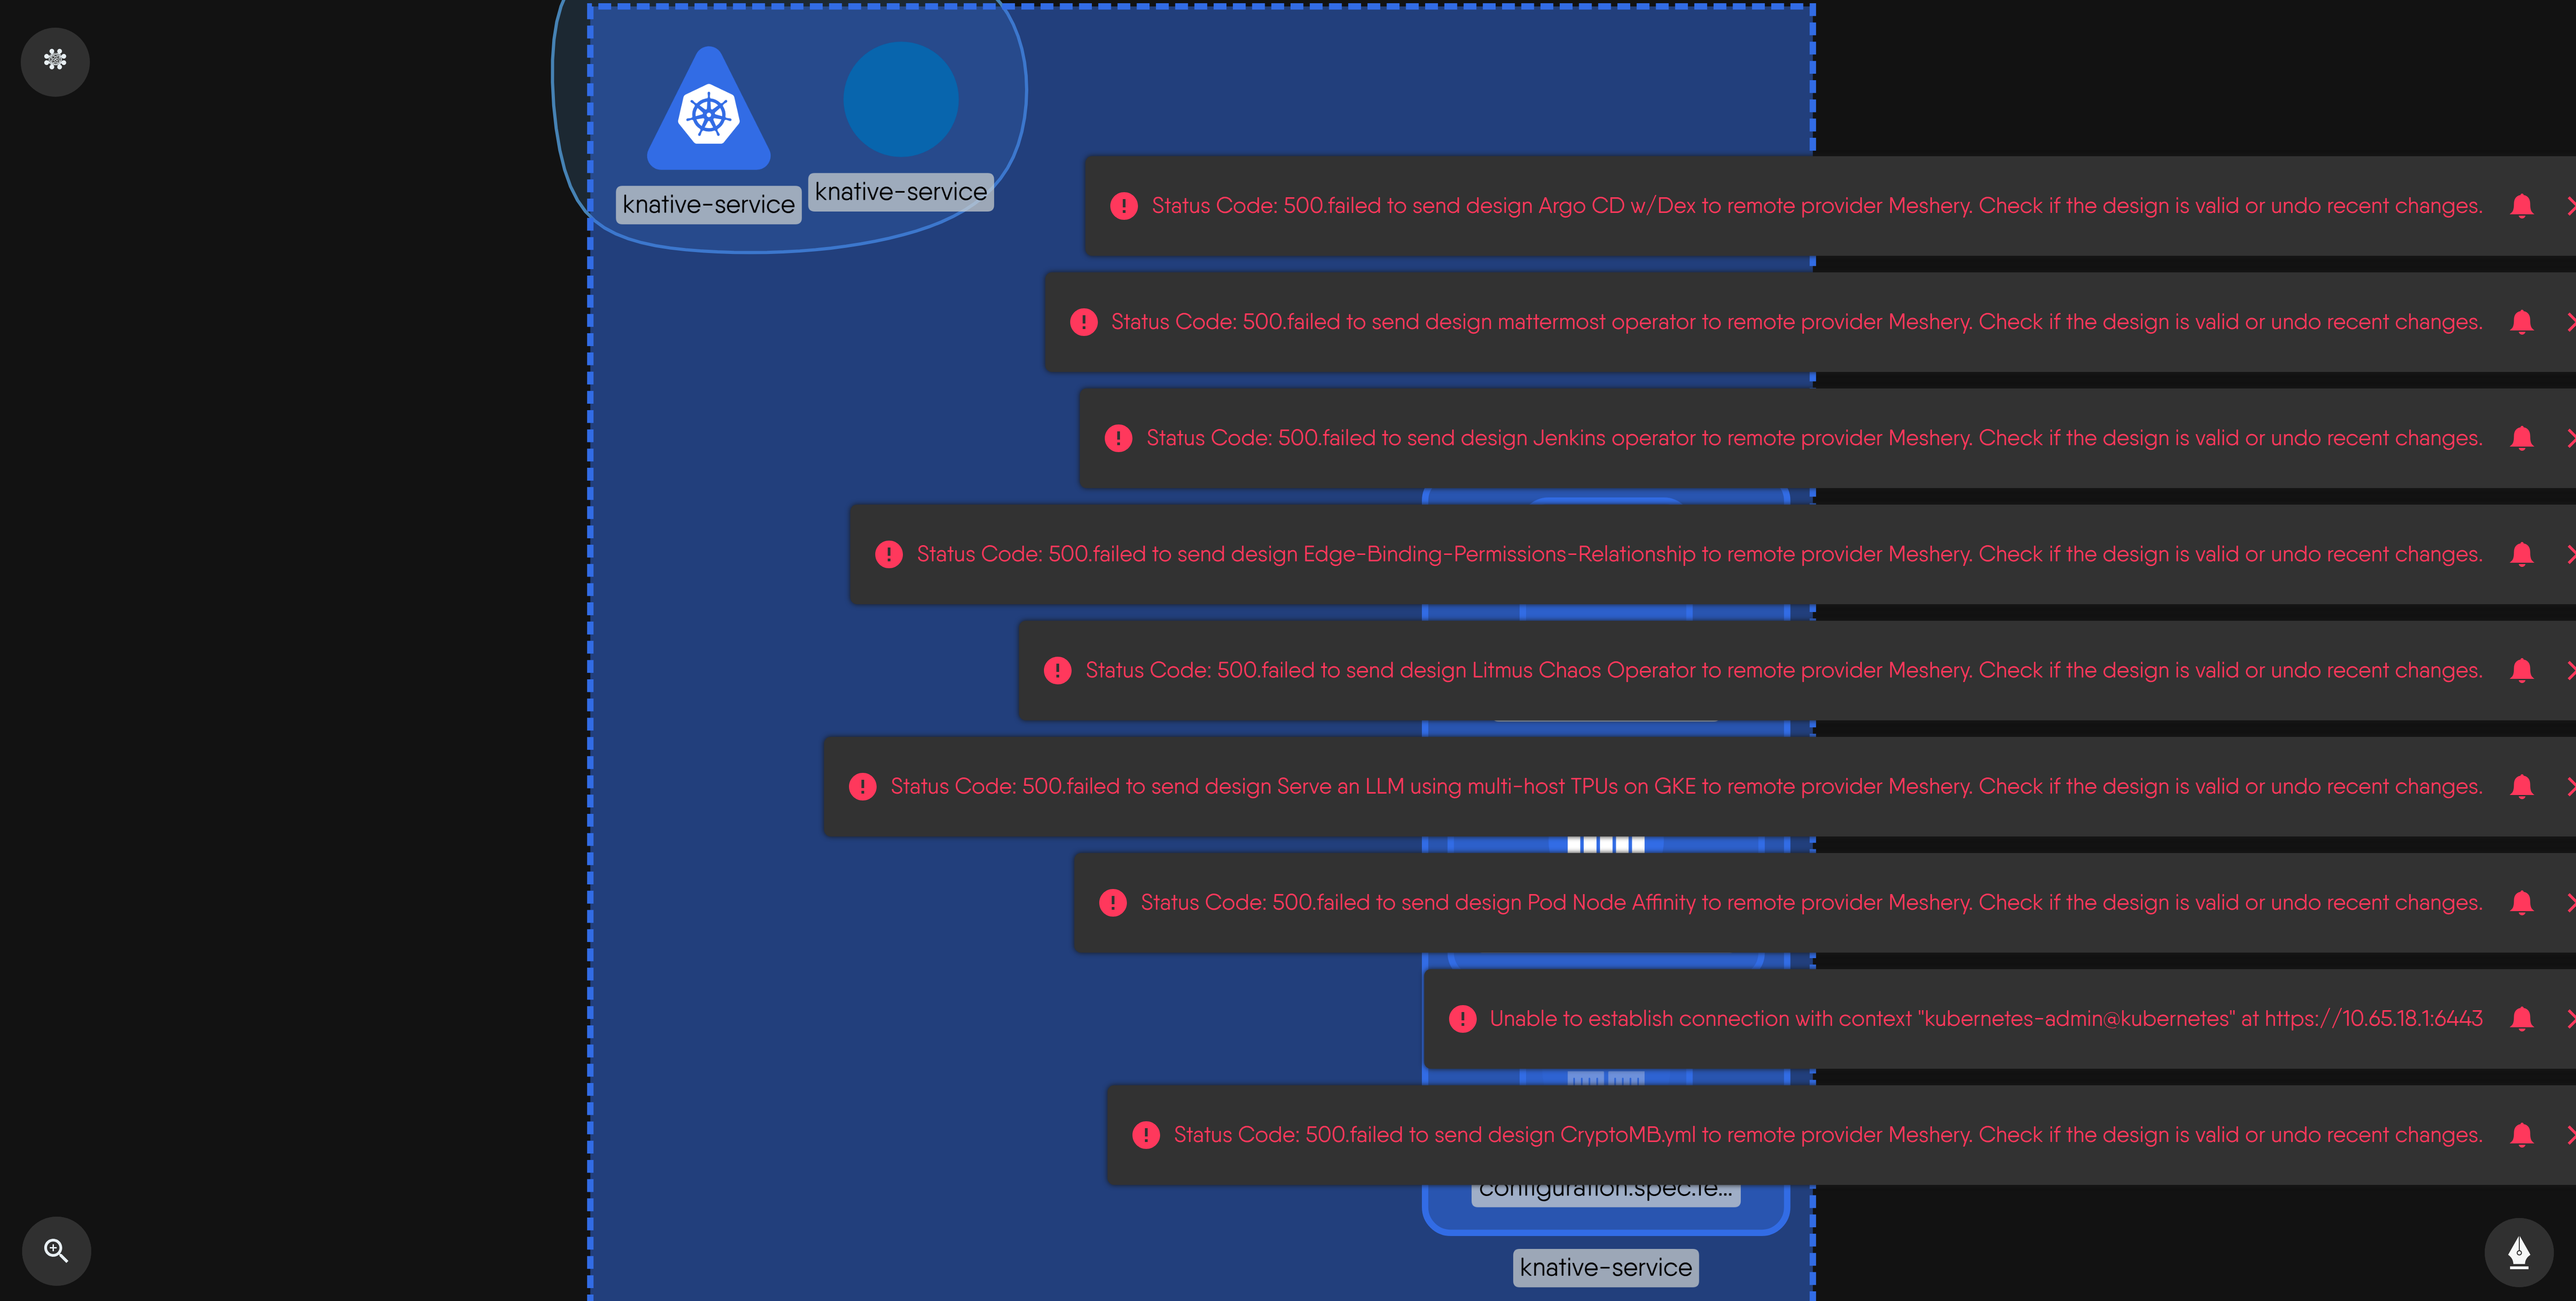 knative-service
knative-service
Status Code: 500.failed to send design Argo CD w/Dex to remote provider Meshery. Check if the design is valid or undo recent changes.
Status Code: 500.failed to send design mattermost operator to remote provider Meshery. Check if the design is valid or undo recent changes.
Status Code: 500.failed to send design Jenkins operator to remote provider Meshery. Check if the design is valid or undo recent changes.
Status Code: 500.failed to send design Edge-Binding-Permissions-Relationship to remote provider Meshery. Check if the design is valid or undo recent changes.
Status Code: 500.failed to send design Litmus Chaos Operator to remote provider Meshery. Check if the design is valid or undo recent changes.
Status Code: 500.failed to send design Serve an LLM using multi-host TPUs on GKE to remote provider Meshery. Check if the design is valid or undo recent changes.
Status Code: 500.failed to send design Pod Node Affinity to remote provider Meshery. Check if the design is valid or undo recent changes.
Unable to establish connection with context "kubernetes-admin@kubernetes" at https://10.65.18.1:6443
Status Code: 500.failed to send design CryptoMB.yml to remote provider Meshery. Check if the design is valid or undo recent changes.
configuration.spec.te...
knative-service